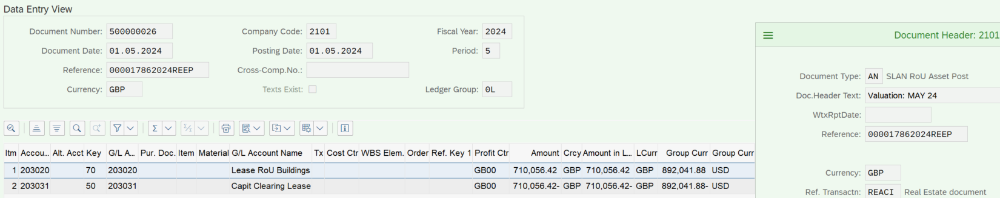 Data Entry View
Document Number: 500000026 Company Code: 2101 Fiscal Year: 2024
Document Date: 01.05.2024 Posting Date: 01.05.2024 Period: 5
Reference: 000017862024REEP Cross-Comp.No.:
Currency: GBP Texts Exist: Ledger Group: 0L
Itm Accou... Alt. Acct Key G/L A... Pur. Doc. Item Material G/L Account Name Tx Cost Ctr WBS Elem. Order Ref. Key 1 Profit Ctr Amount Crcy Amount in L... LCurr Group Curr Group Curr
1 203020 70 203020 Lease RoU Buildings GB00 710,056.42 GBP 710,056.42 GBP 892,041.88 USD
2 203031 50 203031 Capit Clearing Lease GB00 710,056.42- GBP 710,056.42- GBP 892,041.88- USD
Document Header: 2101
Document Type: AN SLAN RoU Asset Post
Doc.Header Text: Valuation: MAY 24
WtxRptDate:
Reference: 000017862024REEP
Currency: GBP
Ref. Transactn: REACI Real Estate document